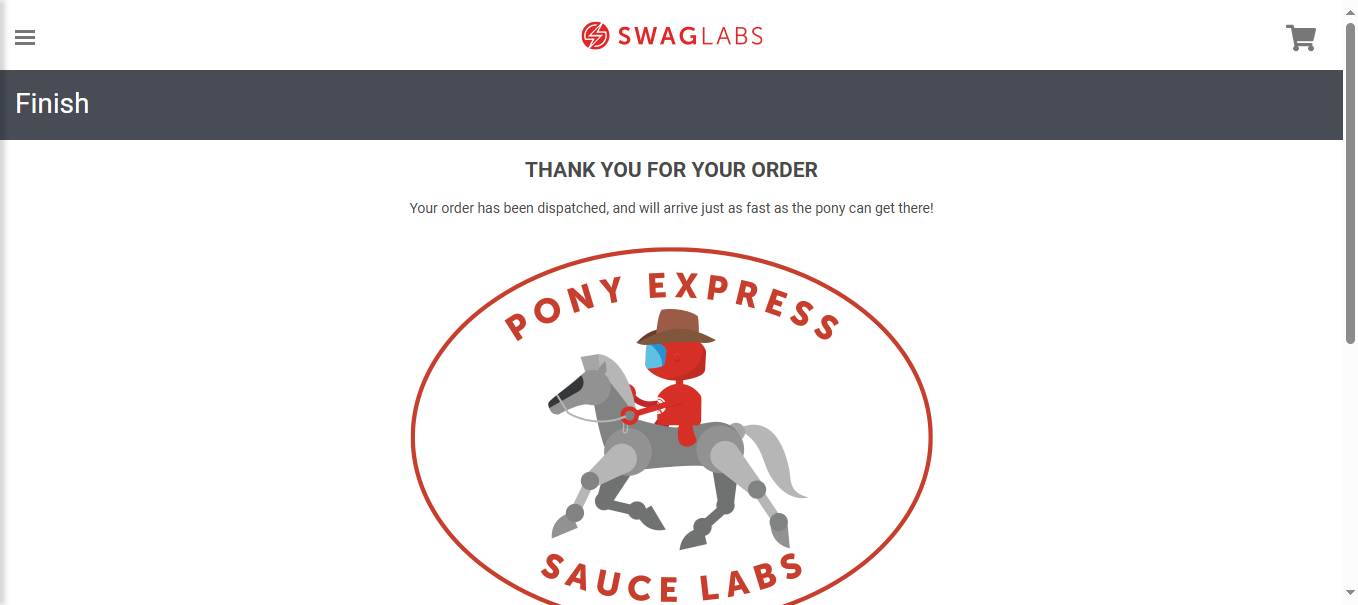 SWAGLABS
Finish
THANK YOU FOR YOUR ORDER
Your order has been dispatched, and will arrive just as fast as the pony can get there!
PONY EXPRESS
SAUCE LABS